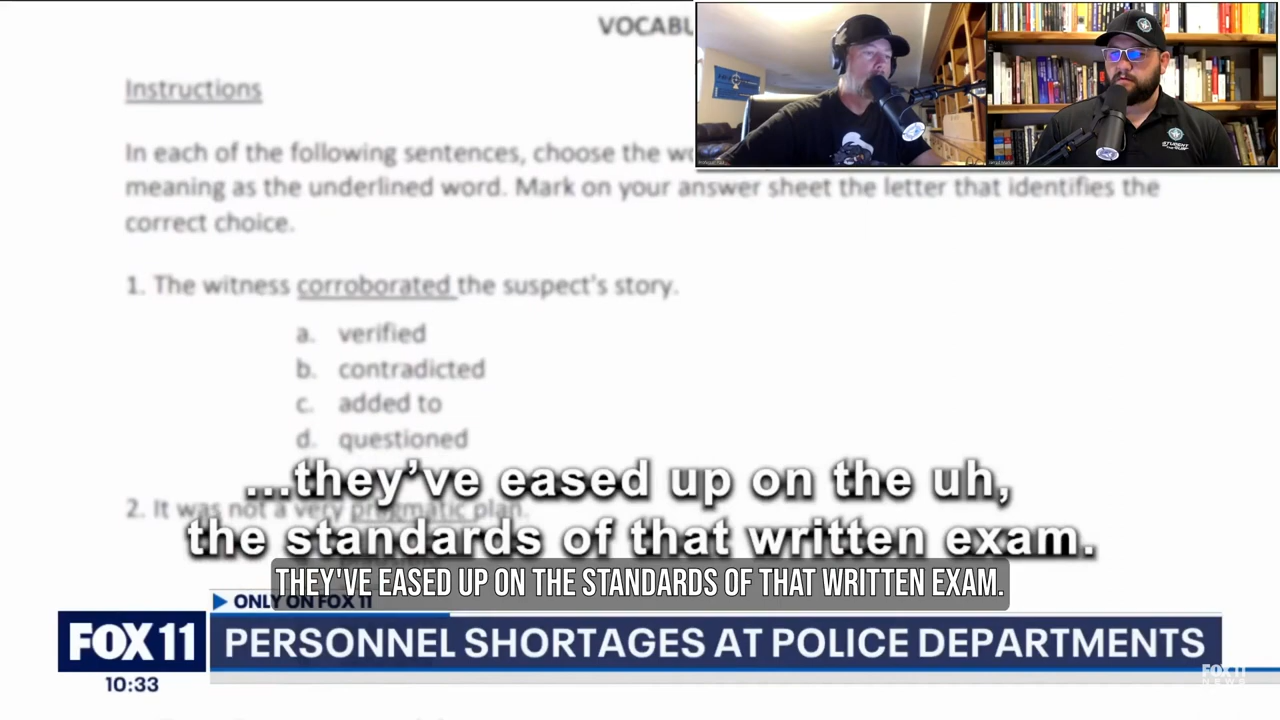 VOCABU
Instructions
In each of the following sentences, choose the wo
meaning as the underlined word. Mark on your answer sheet the letter that identifies the
correct choice.
1. The witness corroborated the suspect's story.
a. verified
b. contradicted
c. added to
d. questioned
2. It was not a very pragmatic plan.
...they've eased up on the uh,
the standards of that written exam.
THEY'VE EASED UP ON THE STANDARDS OF THAT WRITTEN EXAM.
ONLY ON FOX 11
FOX 11
PERSONNEL SHORTAGES AT POLICE DEPARTMENTS
10:33
FOX 11
NEWS